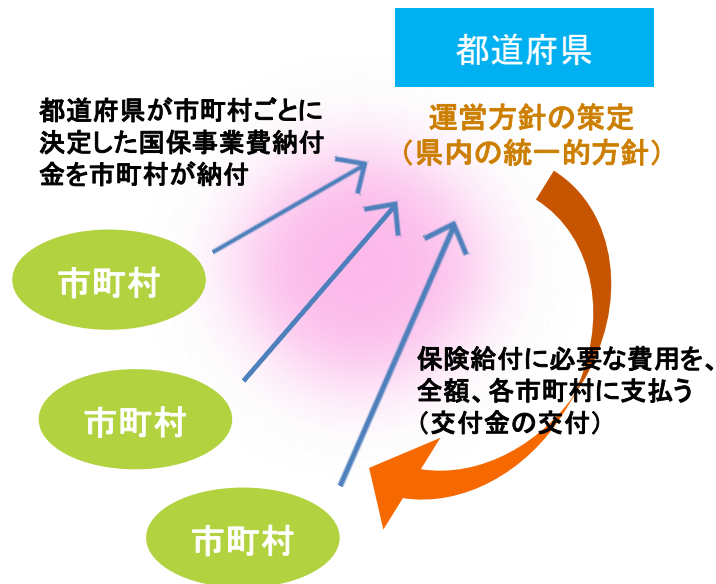 都道府県
都道府県が市町村ごとに
決定した国保事業費納付
金を市町村が納付
運営方針の策定
（県内の統一的方針）
市町村
保険給付に必要な費用を、
全額、各市町村に支払う
（交付金の交付）
市町村
市町村